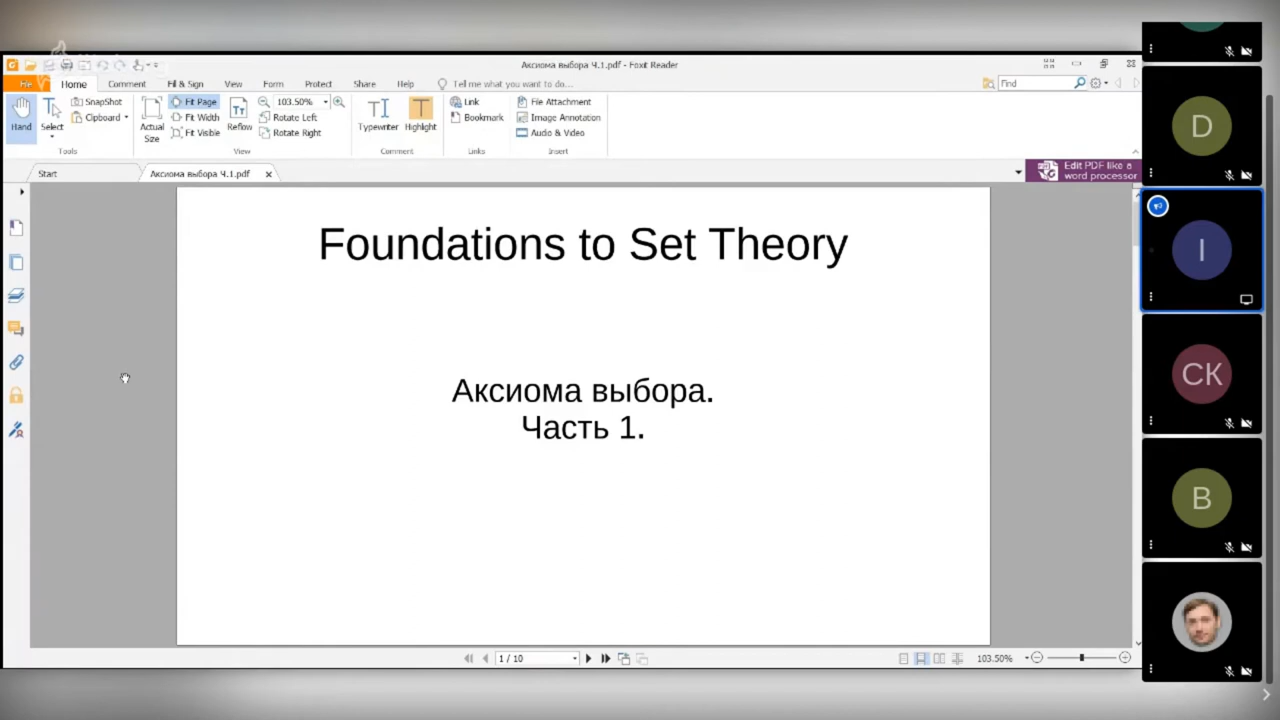 Аксиома выбора Ч.1.pdf - Foxit Reader
File
Home
Comment
Fill & Sign
View
Form
Protect
Share
Help
Tell me what you want to do...
Find
Hand
Select
SnapShot
Clipboard
Actual
Size
Fit Page
Fit Width
Fit Visible
Reflow
103.50%
Rotate Left
Rotate Right
Typewriter
Highlight
Link
Bookmark
File Attachment
Image Annotation
Audio & Video
Tools
View
Comment
Links
Insert
Start
Аксиома выбора Ч.1.pdf
Edit PDF like a
word processor
Foundations to Set Theory
Аксиома выбора.
Часть 1.
1 / 10
103.50%
D
I
СК
В